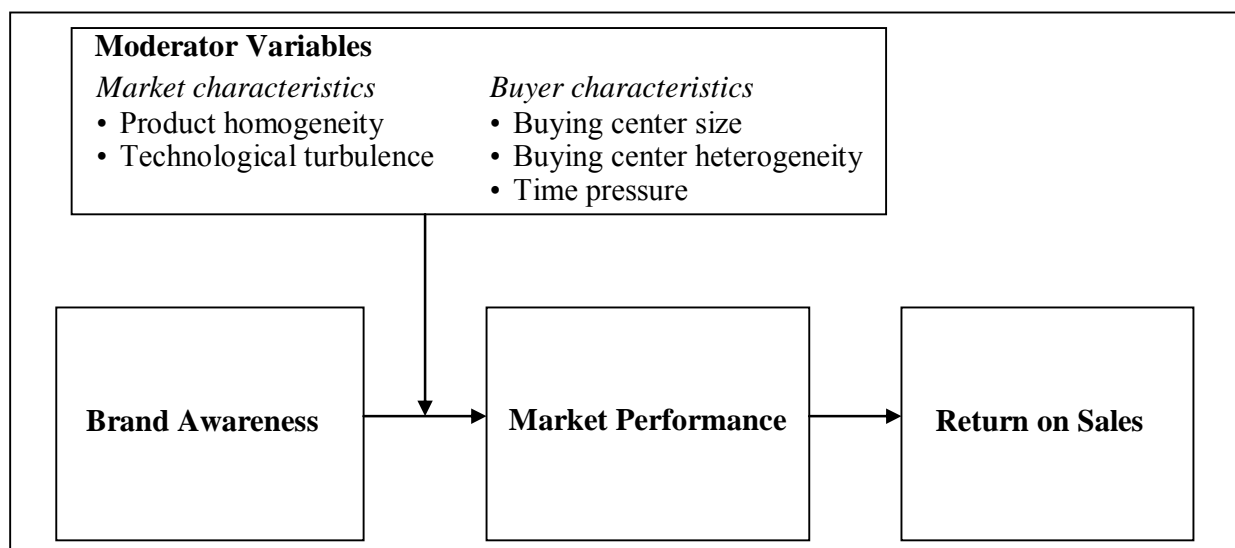 Moderator Variables
Market characteristics
• Product homogeneity
• Technological turbulence
Buyer characteristics
• Buying center size
• Buying center heterogeneity
• Time pressure
Brand Awareness
Market Performance
Return on Sales